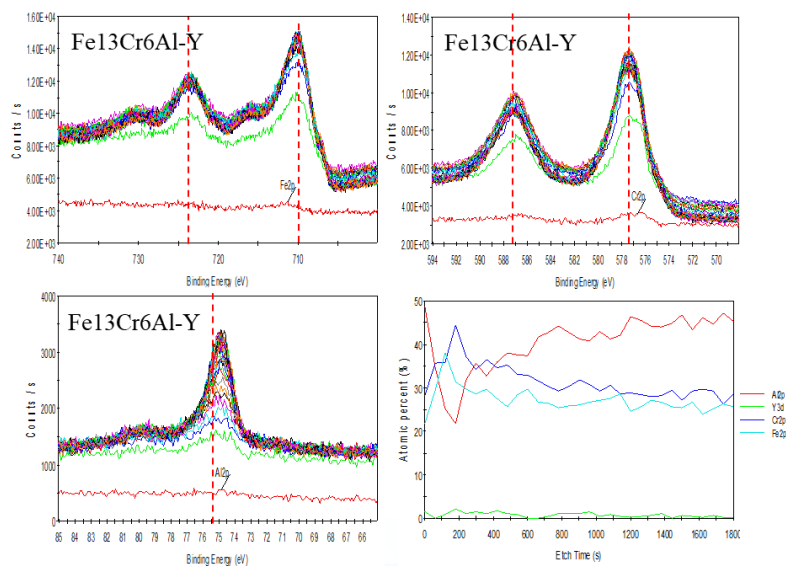 Fe13Cr6Al-Y
1.60E+04
1.40E+04
1.20E+04
1.00E+04
8.00E+03
6.00E+03
4.00E+03
2.00E+03
Counts / s
Fe2p
740 730 720 710
Binding Energy (eV)
Fe13Cr6Al-Y
1.40E+04
1.20E+04
1.00E+04
8.00E+03
6.00E+03
4.00E+03
2.00E+03
Counts / s
Cr2p
594 590 588 586 584 582 580 578 576 574 572 570
Binding Energy (eV)
Fe13Cr6Al-Y
4000
3000
2000
1000
0
Counts / s
Al2p
85 84 83 82 81 80 79 78 77 76 75 74 73 72 71 70 69 68 67 66
Binding Energy (eV)
50
40
30
20
10
0
Atomic percent (%)
0 200 400 600 800 1000 1200 1400 1600 1800
Etch Time (s)
Al2p
Y3d
Cr2p
Fe2p